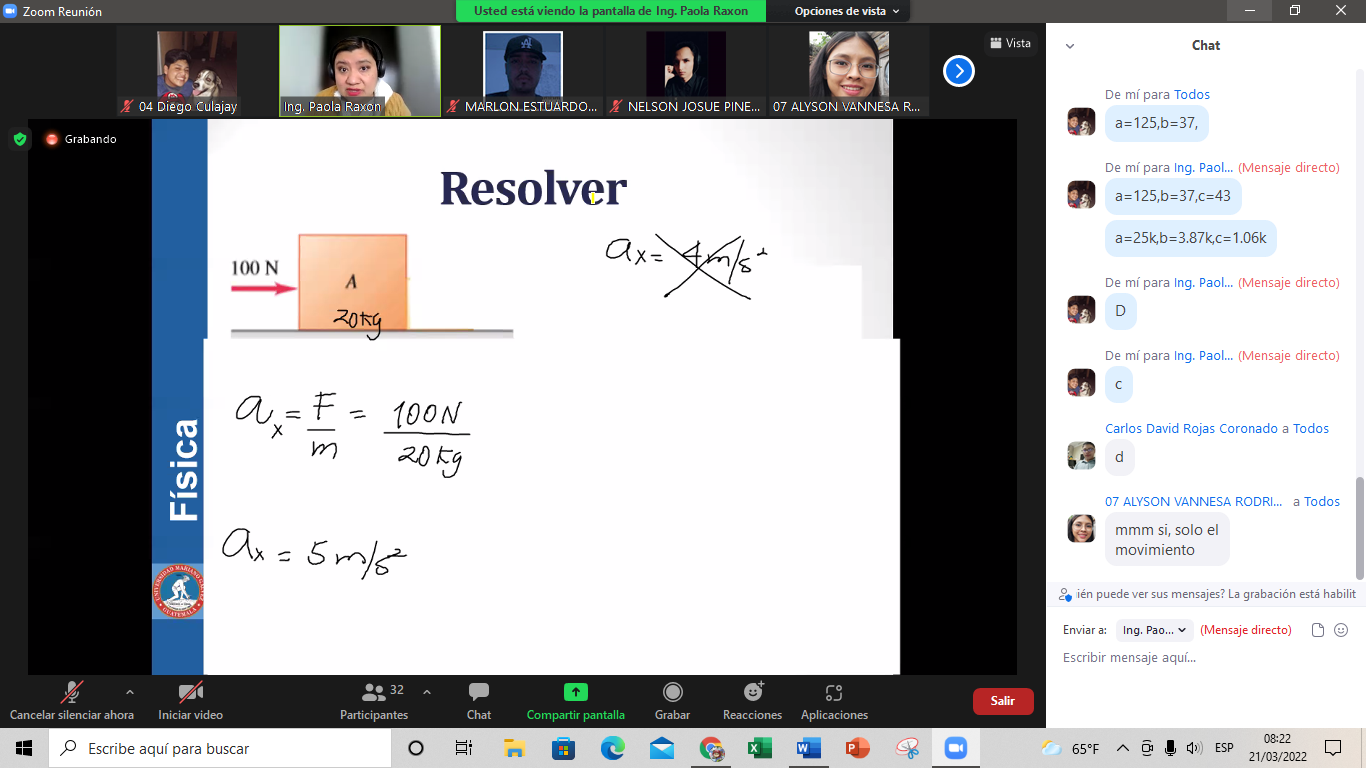 Zoom Reunión
Usted está viendo la pantalla de Ing. Paola Raxon
Opciones de vista
04 Diego Culajay
Ing. Paola Raxon
MARLON ESTUARDO...
NELSON JOSUE PINE...
07 ALYSON VANNESA R...
Vista
Grabando
Resolver
100 N
A
20 kg
ax = 4 m/s²
ax = F/m = 100N/20kg
ax = 5 m/s²
Física
UNIVERSIDAD MARIANO
GUATEMALA
Chat
De mí para Todos
a=125,b=37,
De mí para Ing. Paol... (Mensaje directo)
a=125,b=37,c=43
a=25k,b=3.87k,c=1.06k
De mí para Ing. Paol... (Mensaje directo)
D
De mí para Ing. Paol... (Mensaje directo)
c
Carlos David Rojas Coronado a Todos
d
07 ALYSON VANNESA RODRI... a Todos
mmm si, solo el
movimiento
ién puede ver sus mensajes? La grabación está habilit
Enviar a: Ing. Pao... (Mensaje directo)
Escribir mensaje aquí...
Cancelar silenciar ahora
Iniciar video
32
Participantes
Chat
Compartir pantalla
Grabar
Reacciones
Aplicaciones
Salir
Escribe aquí para buscar
65°F
ESP
08:22
21/03/2022